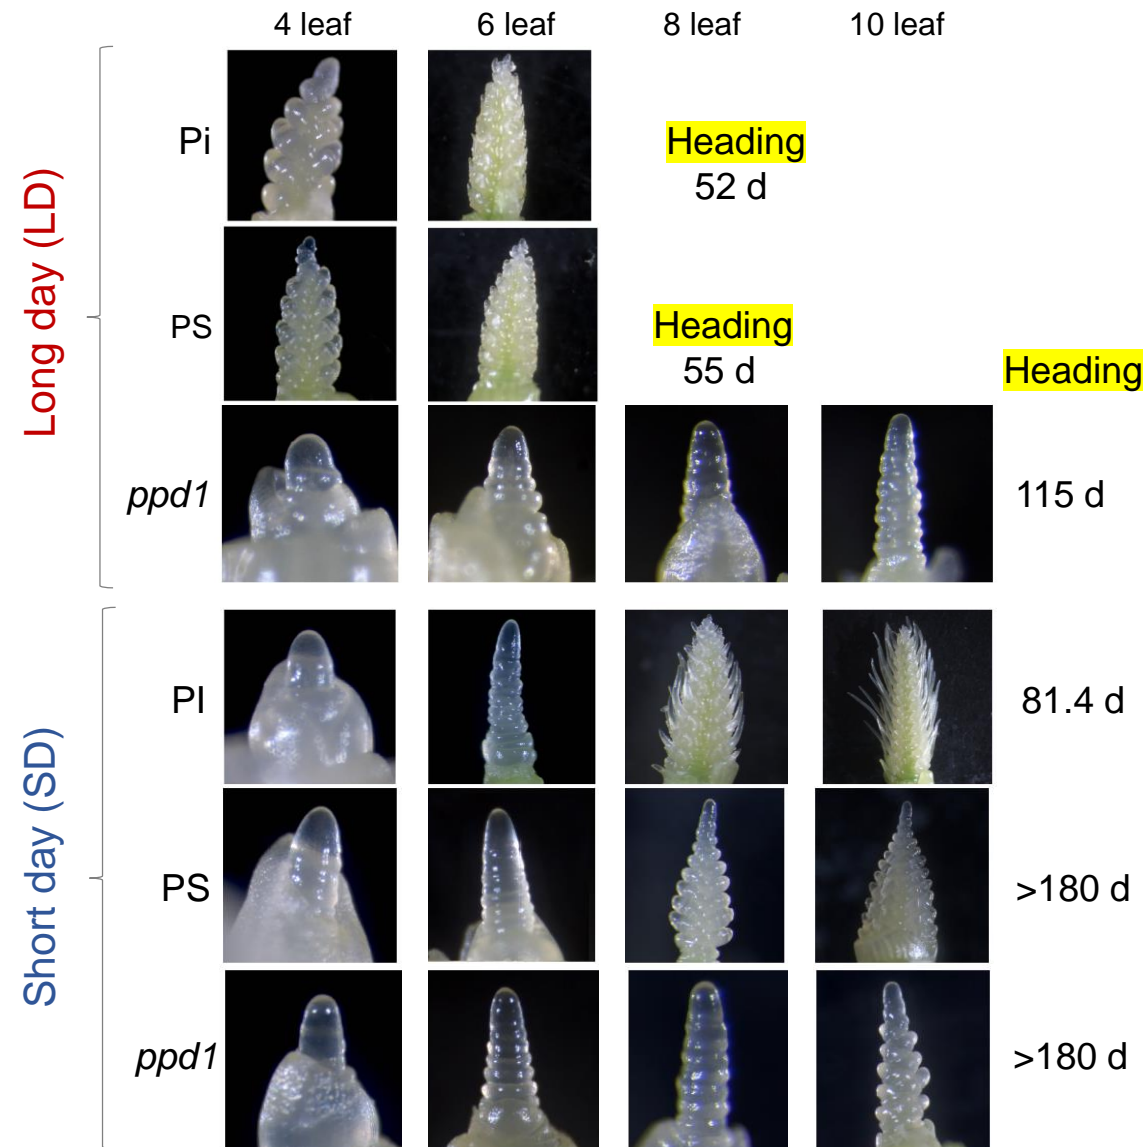 4 leaf 6 leaf 8 leaf 10 leaf
Long day (LD)
Pi
Heading
52 d
PS
Heading
55 d
Heading
ppd1
115 d
Short day (SD)
PI
81.4 d
PS
>180 d
ppd1
>180 d